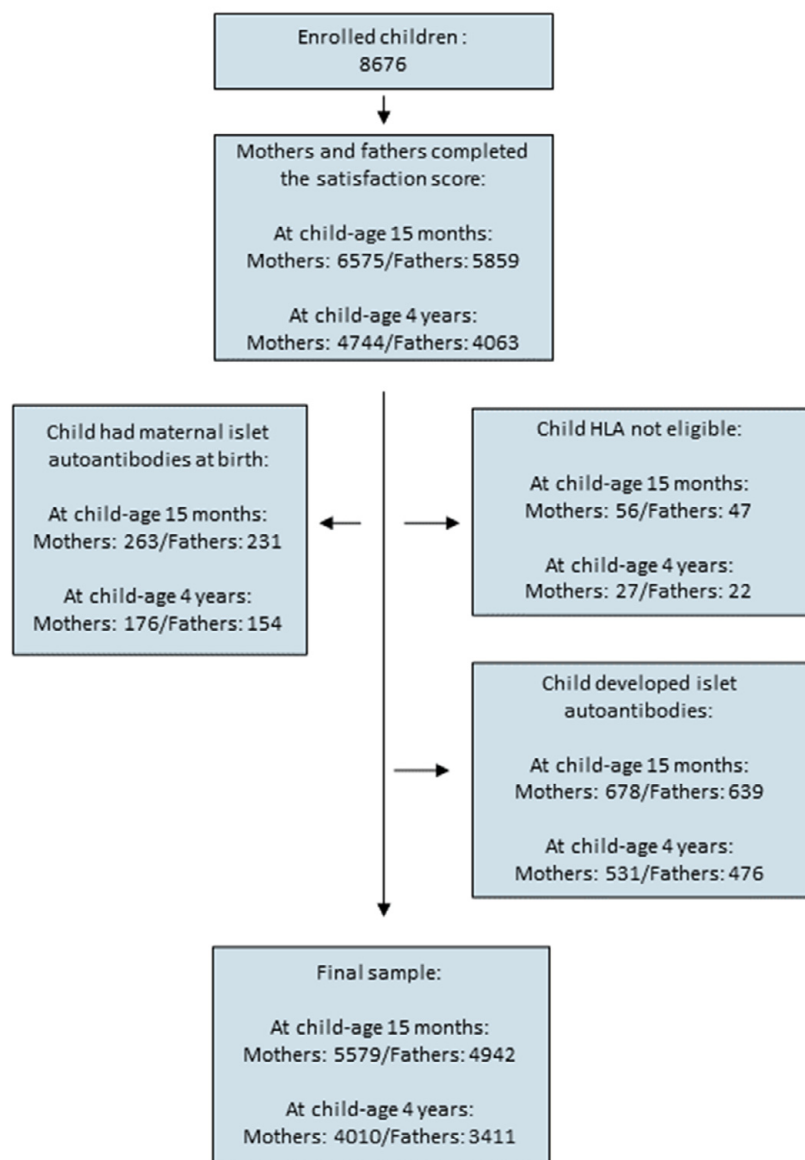 Enrolled children :
8676
Mothers and fathers completed
the satisfaction score:
At child-age 15 months:
Mothers: 6575/Fathers: 5859
At child-age 4 years:
Mothers: 4744/Fathers: 4063
Child had maternal islet
autoantibodies at birth:
At child-age 15 months:
Mothers: 263/Fathers: 231
At child-age 4 years:
Mothers: 176/Fathers: 154
Child HLA not eligible:
At child-age 15 months:
Mothers: 56/Fathers: 47
At child-age 4 years:
Mothers: 27/Fathers: 22
Child developed islet
autoantibodies:
At child-age 15 months:
Mothers: 678/Fathers: 639
At child-age 4 years:
Mothers: 531/Fathers: 476
Final sample:
At child-age 15 months:
Mothers: 5579/Fathers: 4942
At child-age 4 years:
Mothers: 4010/Fathers: 3411